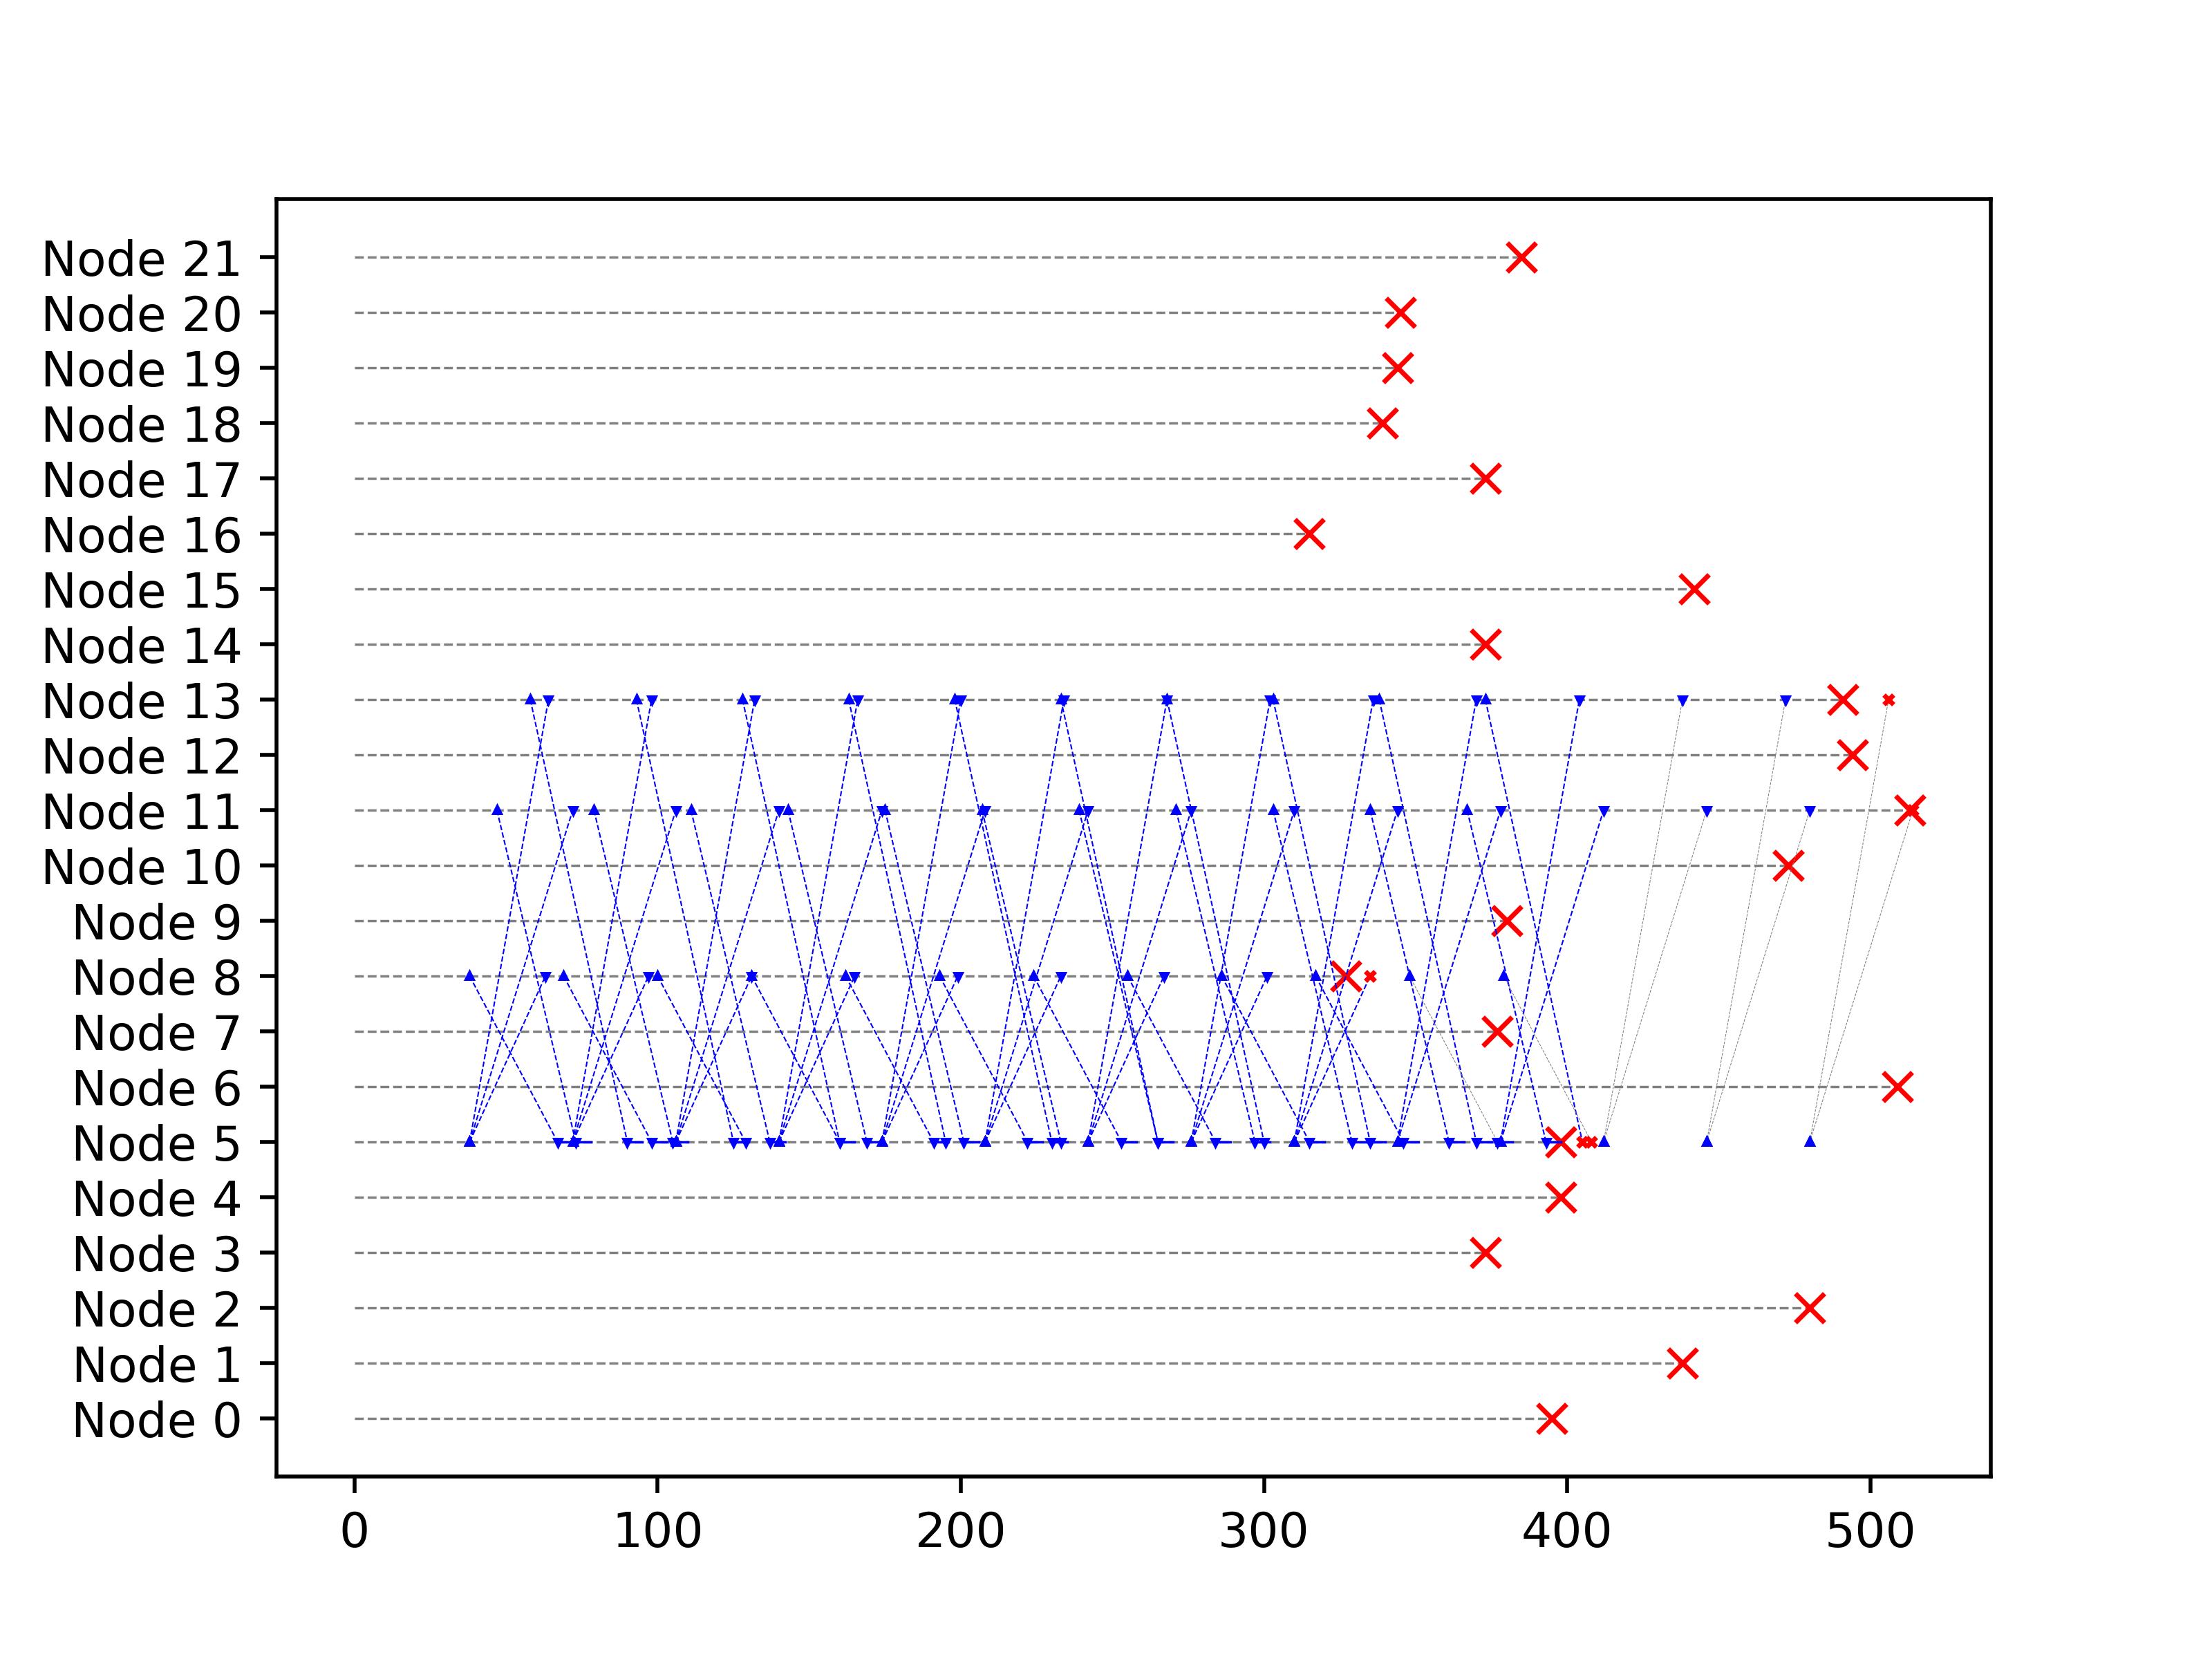 Node 21
Node 20
Node 19
Node 18
Node 17
Node 16
Node 15
Node 14
Node 13
Node 12
Node 11
Node 10
Node 9
Node 8
Node 7
Node 6
Node 5
Node 4
Node 3
Node 2
Node 1
Node 0
0 100 200 300 400 500